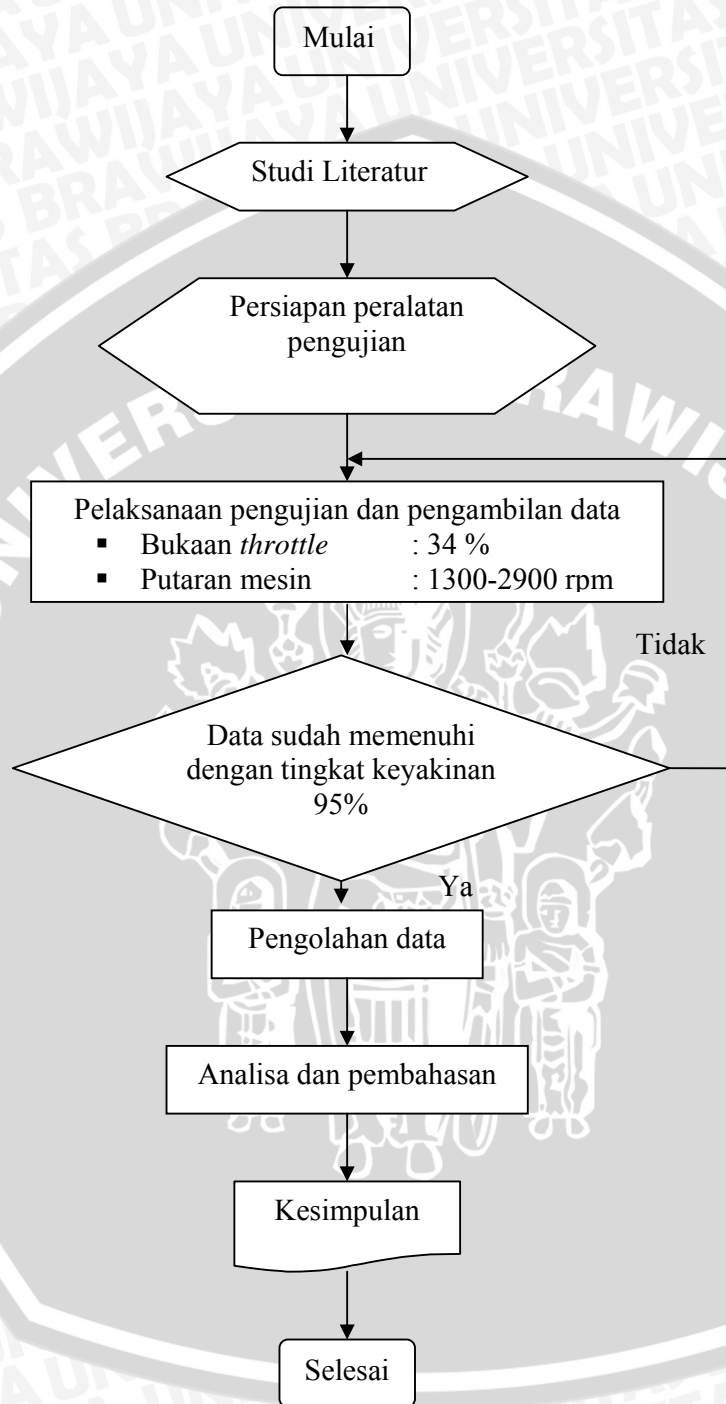 Mulai
Studi Literatur
Persiapan peralatan
pengujian
Pelaksanaan pengujian dan pengambilan data
▪ Bukaan throttle : 34 %
▪ Putaran mesin : 1300-2900 rpm
Tidak
Data sudah memenuhi
dengan tingkat keyakinan
95%
Ya
Pengolahan data
Analisa dan pembahasan
Kesimpulan
Selesai